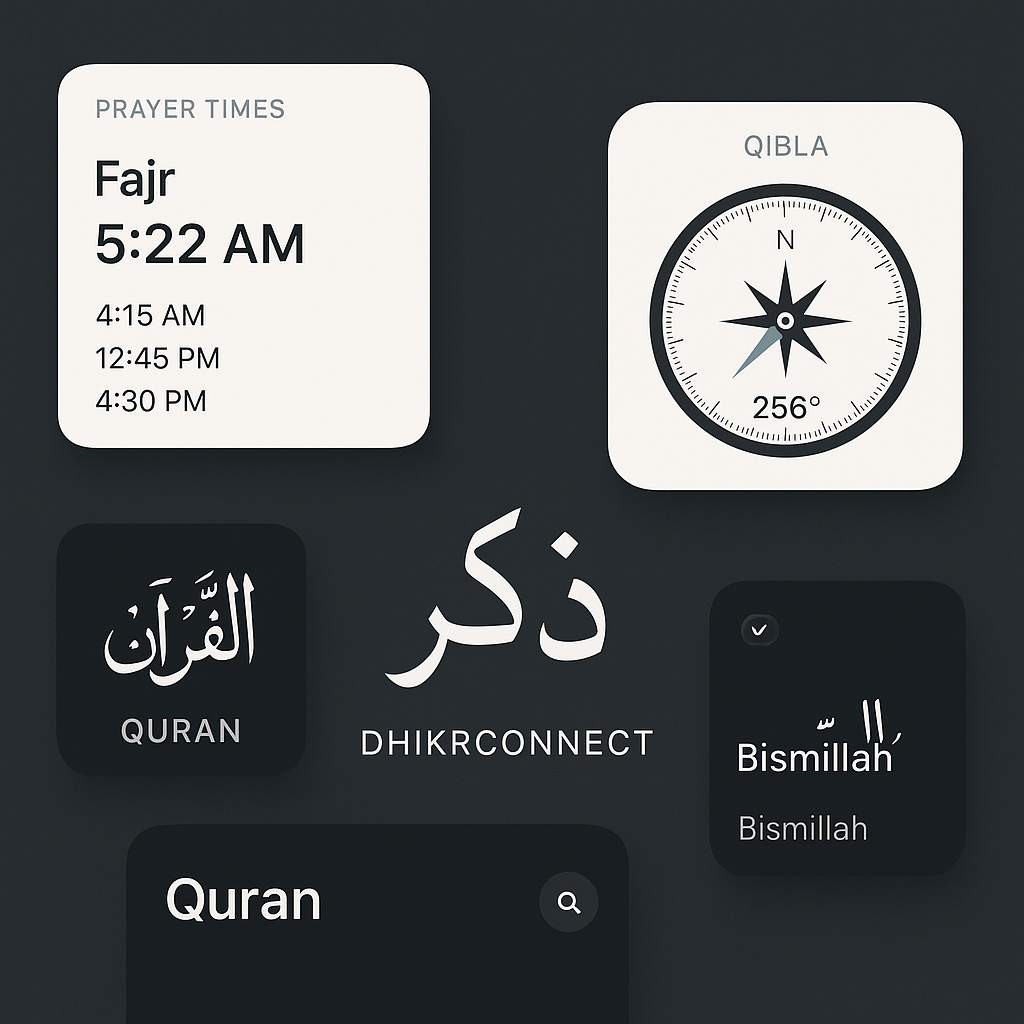 PRAYER TIMES
Fajr
5:22 AM
4:15 AM
12:45 PM
4:30 PM
QIBLA
N
256°
القرآن
QURAN
ذكر
DHIKRCONNECT
Bismillah
Bismillah
Quran